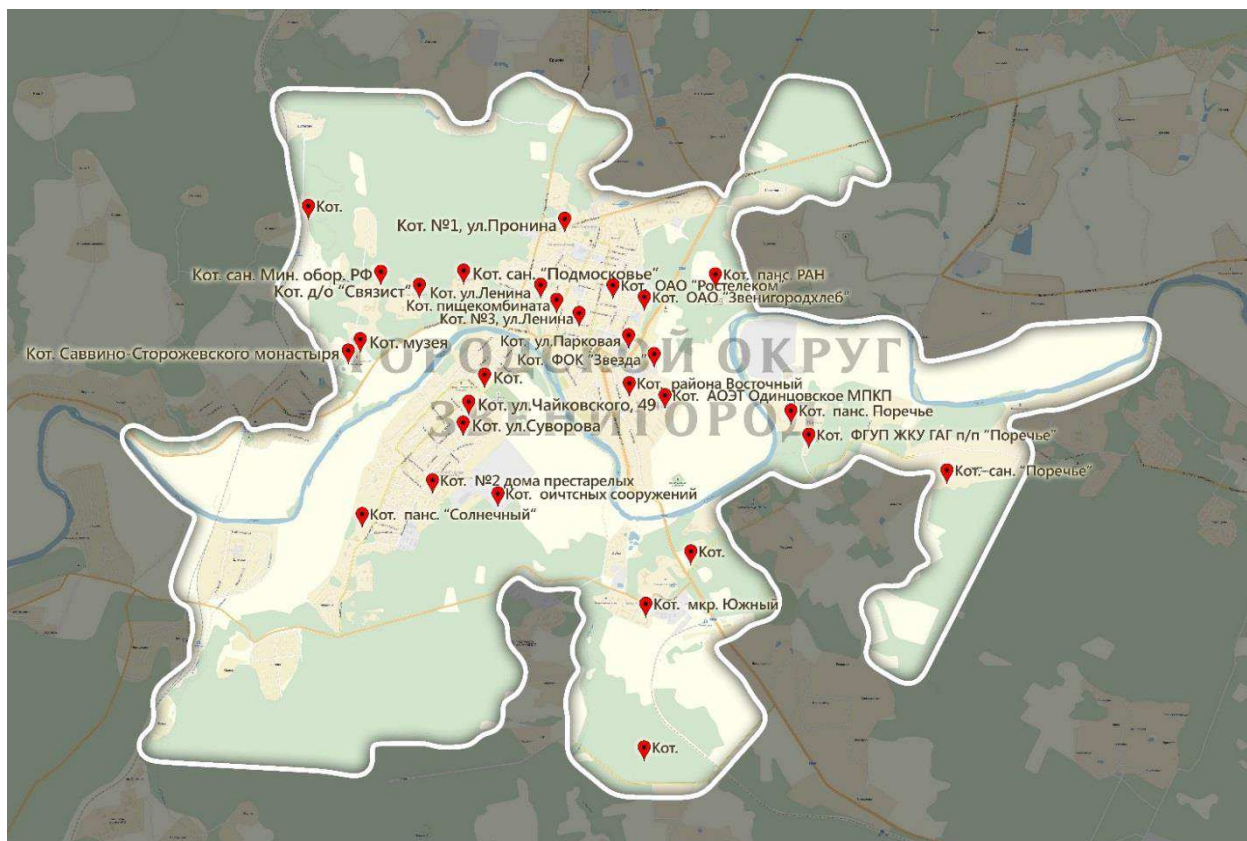 Кот.
Кот. №1, ул.Пронина
Кот. сан. Мин. обор. РФ
Кот. сан. "Подмосковье"
Кот. панс. РАН
Кот. д/о "Связист"
Кот. ул.Ленина
Кот. ОАО "Ростелеком"
Кот. ОАО "Звенигородхлеб"
Кот. пищекомбината
Кот. №3, ул.Ленина
Кот. музея
Кот. ул.Парковая
Кот. Саввино-Сторожевского монастыря
ГОРОДСКОЙ ОКРУГ
Кот. ФОК "Звезда"
Кот.
Кот. района Восточный
Кот. АОЭТ Одинцовское МПКП
Кот. ул.Чайковского, 49
Кот. панс. Поречье
ЗВЕНИГОРОД
Кот. ул.Суворова
Кот. ФГУП ЖКУ ГАГ п/п "Поречье"
Кот. сан. "Поречье"
Кот. №2 дома престарелых
Кот. оичтсных сооружений
Кот. панс. "Солнечный"
Кот.
Кот. мкр. Южный
Кот.